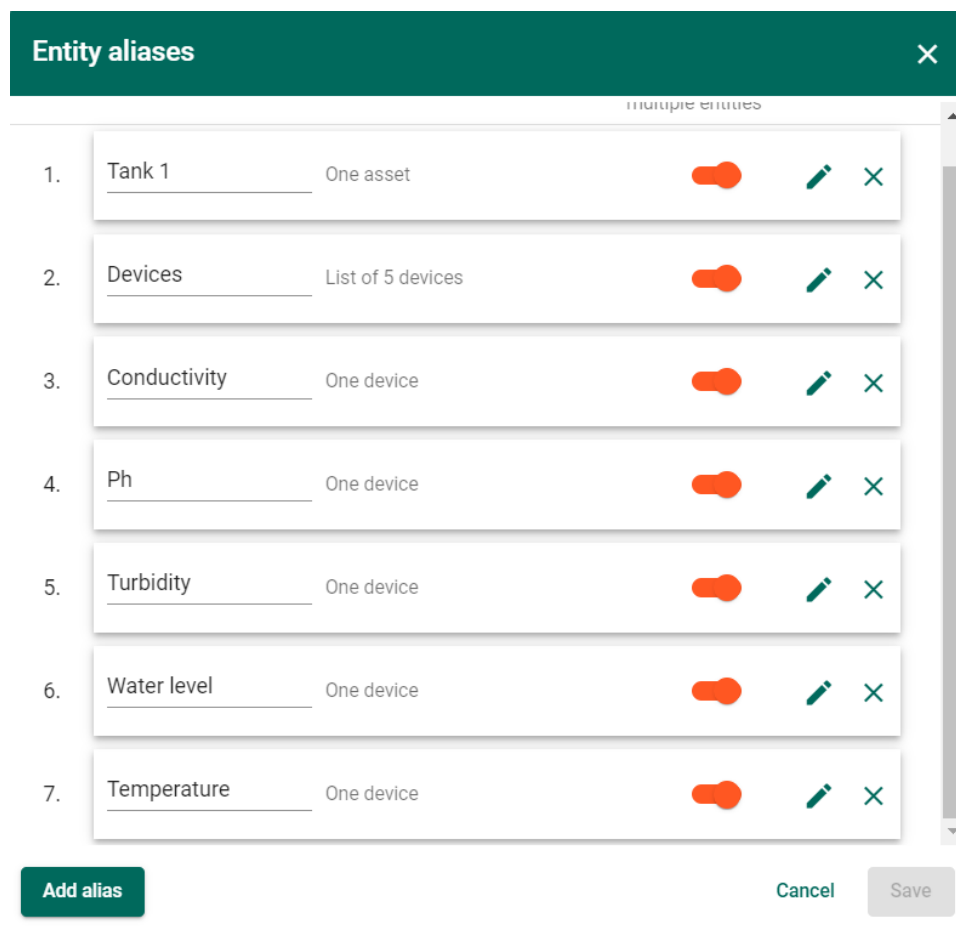 Entity aliases
multiple entities
1. Tank 1 One asset
2. Devices List of 5 devices
3. Conductivity One device
4. Ph One device
5. Turbidity One device
6. Water level One device
7. Temperature One device
Add alias Cancel Save